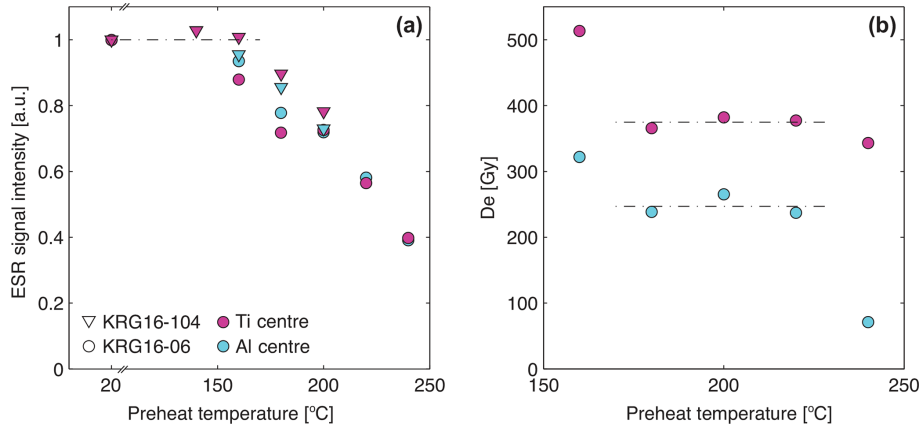 (a)
ESR signal intensity [a.u.]
1
0.8
0.6
0.4
0.2
0
KRG16-104
Ti centre
KRG16-06
Al centre
20
150
200
250
Preheat temperature [ºC]
(b)
De [Gy]
500
400
300
200
100
0
150
200
250
Preheat temperature [ºC]